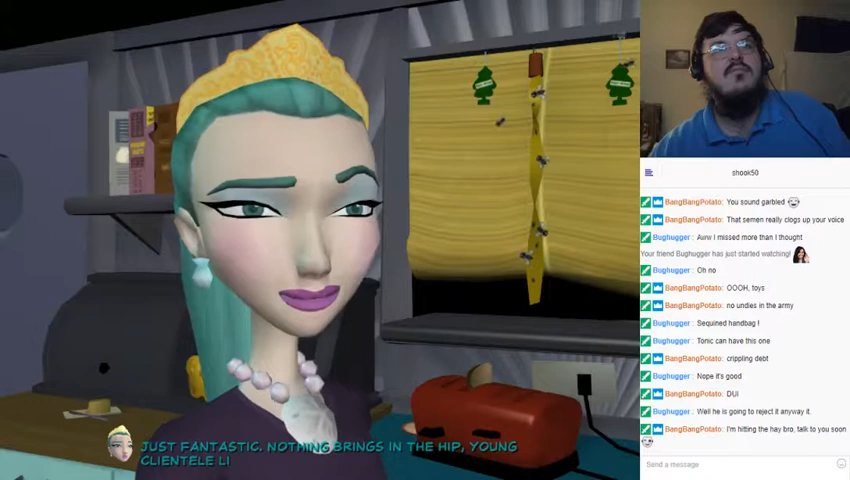 shook50
BangBangPotato: You sound garbled
BangBangPotato: That semen really clogs up your voice
Bughugger: Aww I missed more than I thought
Your friend Bughugger has just started watching!
Bughugger: Oh no
BangBangPotato: OOOH, toys
BangBangPotato: no undies in the army
Bughugger: Sequined handbag !
Bughugger: Tonic can have this one
BangBangPotato: crippling debt
Bughugger: Nope it's good
BangBangPotato: DUI
Bughugger: Well he is going to reject it anyway.
BangBangPotato: I'm hitting the hay bro, talk to you soon
Send a message
JUST FANTASTIC. NOTHING BRINGS IN THE HIP, YOUNG
CLIENTELE LI